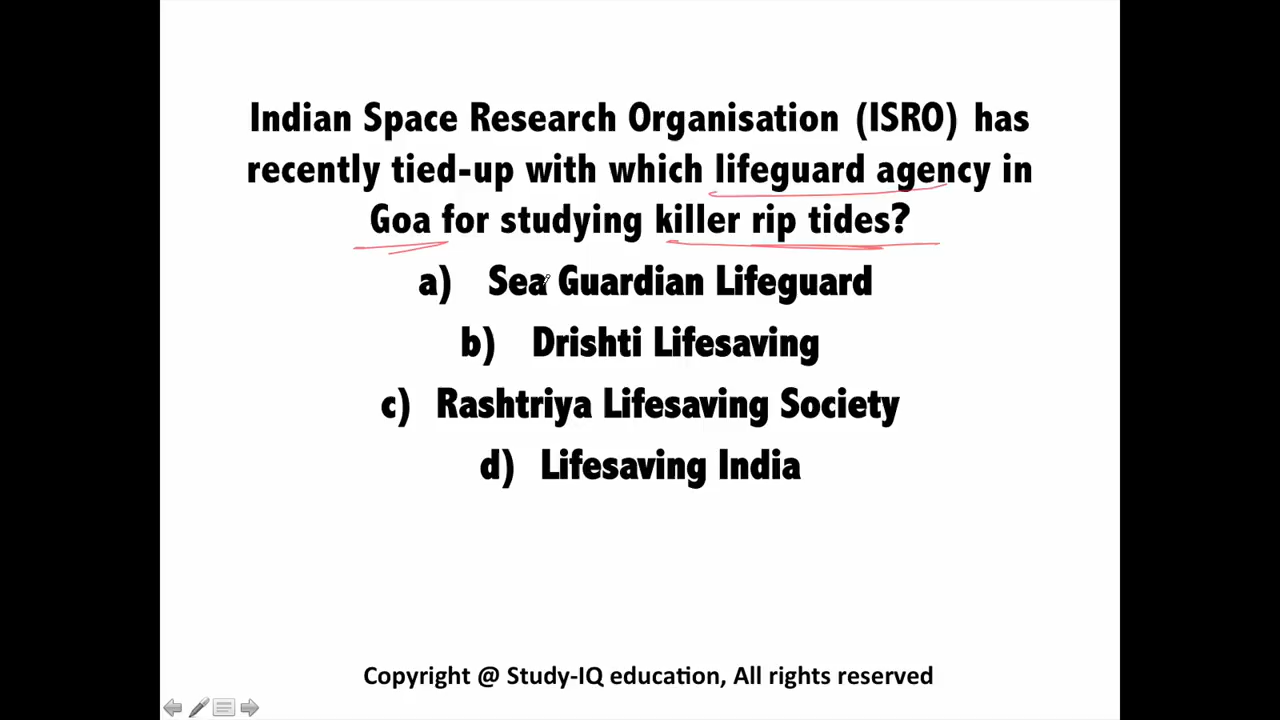 Indian Space Research Organisation (ISRO) has
recently tied-up with which lifeguard agency in
Goa for studying killer rip tides?
a) Sea Guardian Lifeguard
b) Drishti Lifesaving
c) Rashtriya Lifesaving Society
d) Lifesaving India
Copyright @ Study-IQ education, All rights reserved